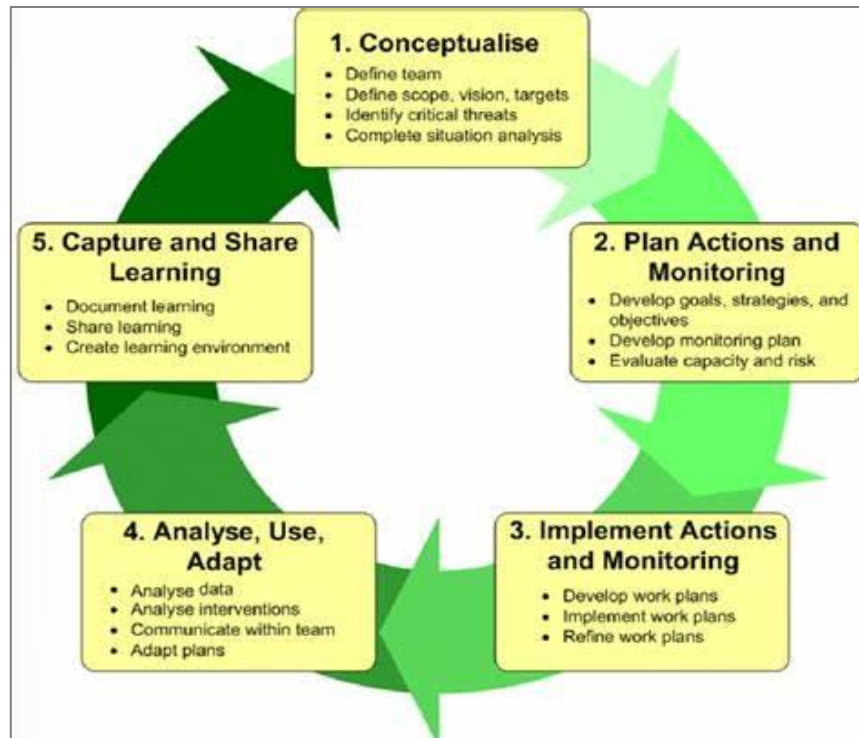 1. Conceptualise
• Define team
• Define scope, vision, targets
• Identify critical threats
• Complete situation analysis
2. Plan Actions and
Monitoring
• Develop goals, strategies, and
objectives
• Develop monitoring plan
• Evaluate capacity and risk
3. Implement Actions
and Monitoring
• Develop work plans
• Implement work plans
• Refine work plans
4. Analyse, Use,
Adapt
• Analyse data
• Analyse interventions
• Communicate within team
• Adapt plans
5. Capture and Share
Learning
• Document learning
• Share learning
• Create learning environment